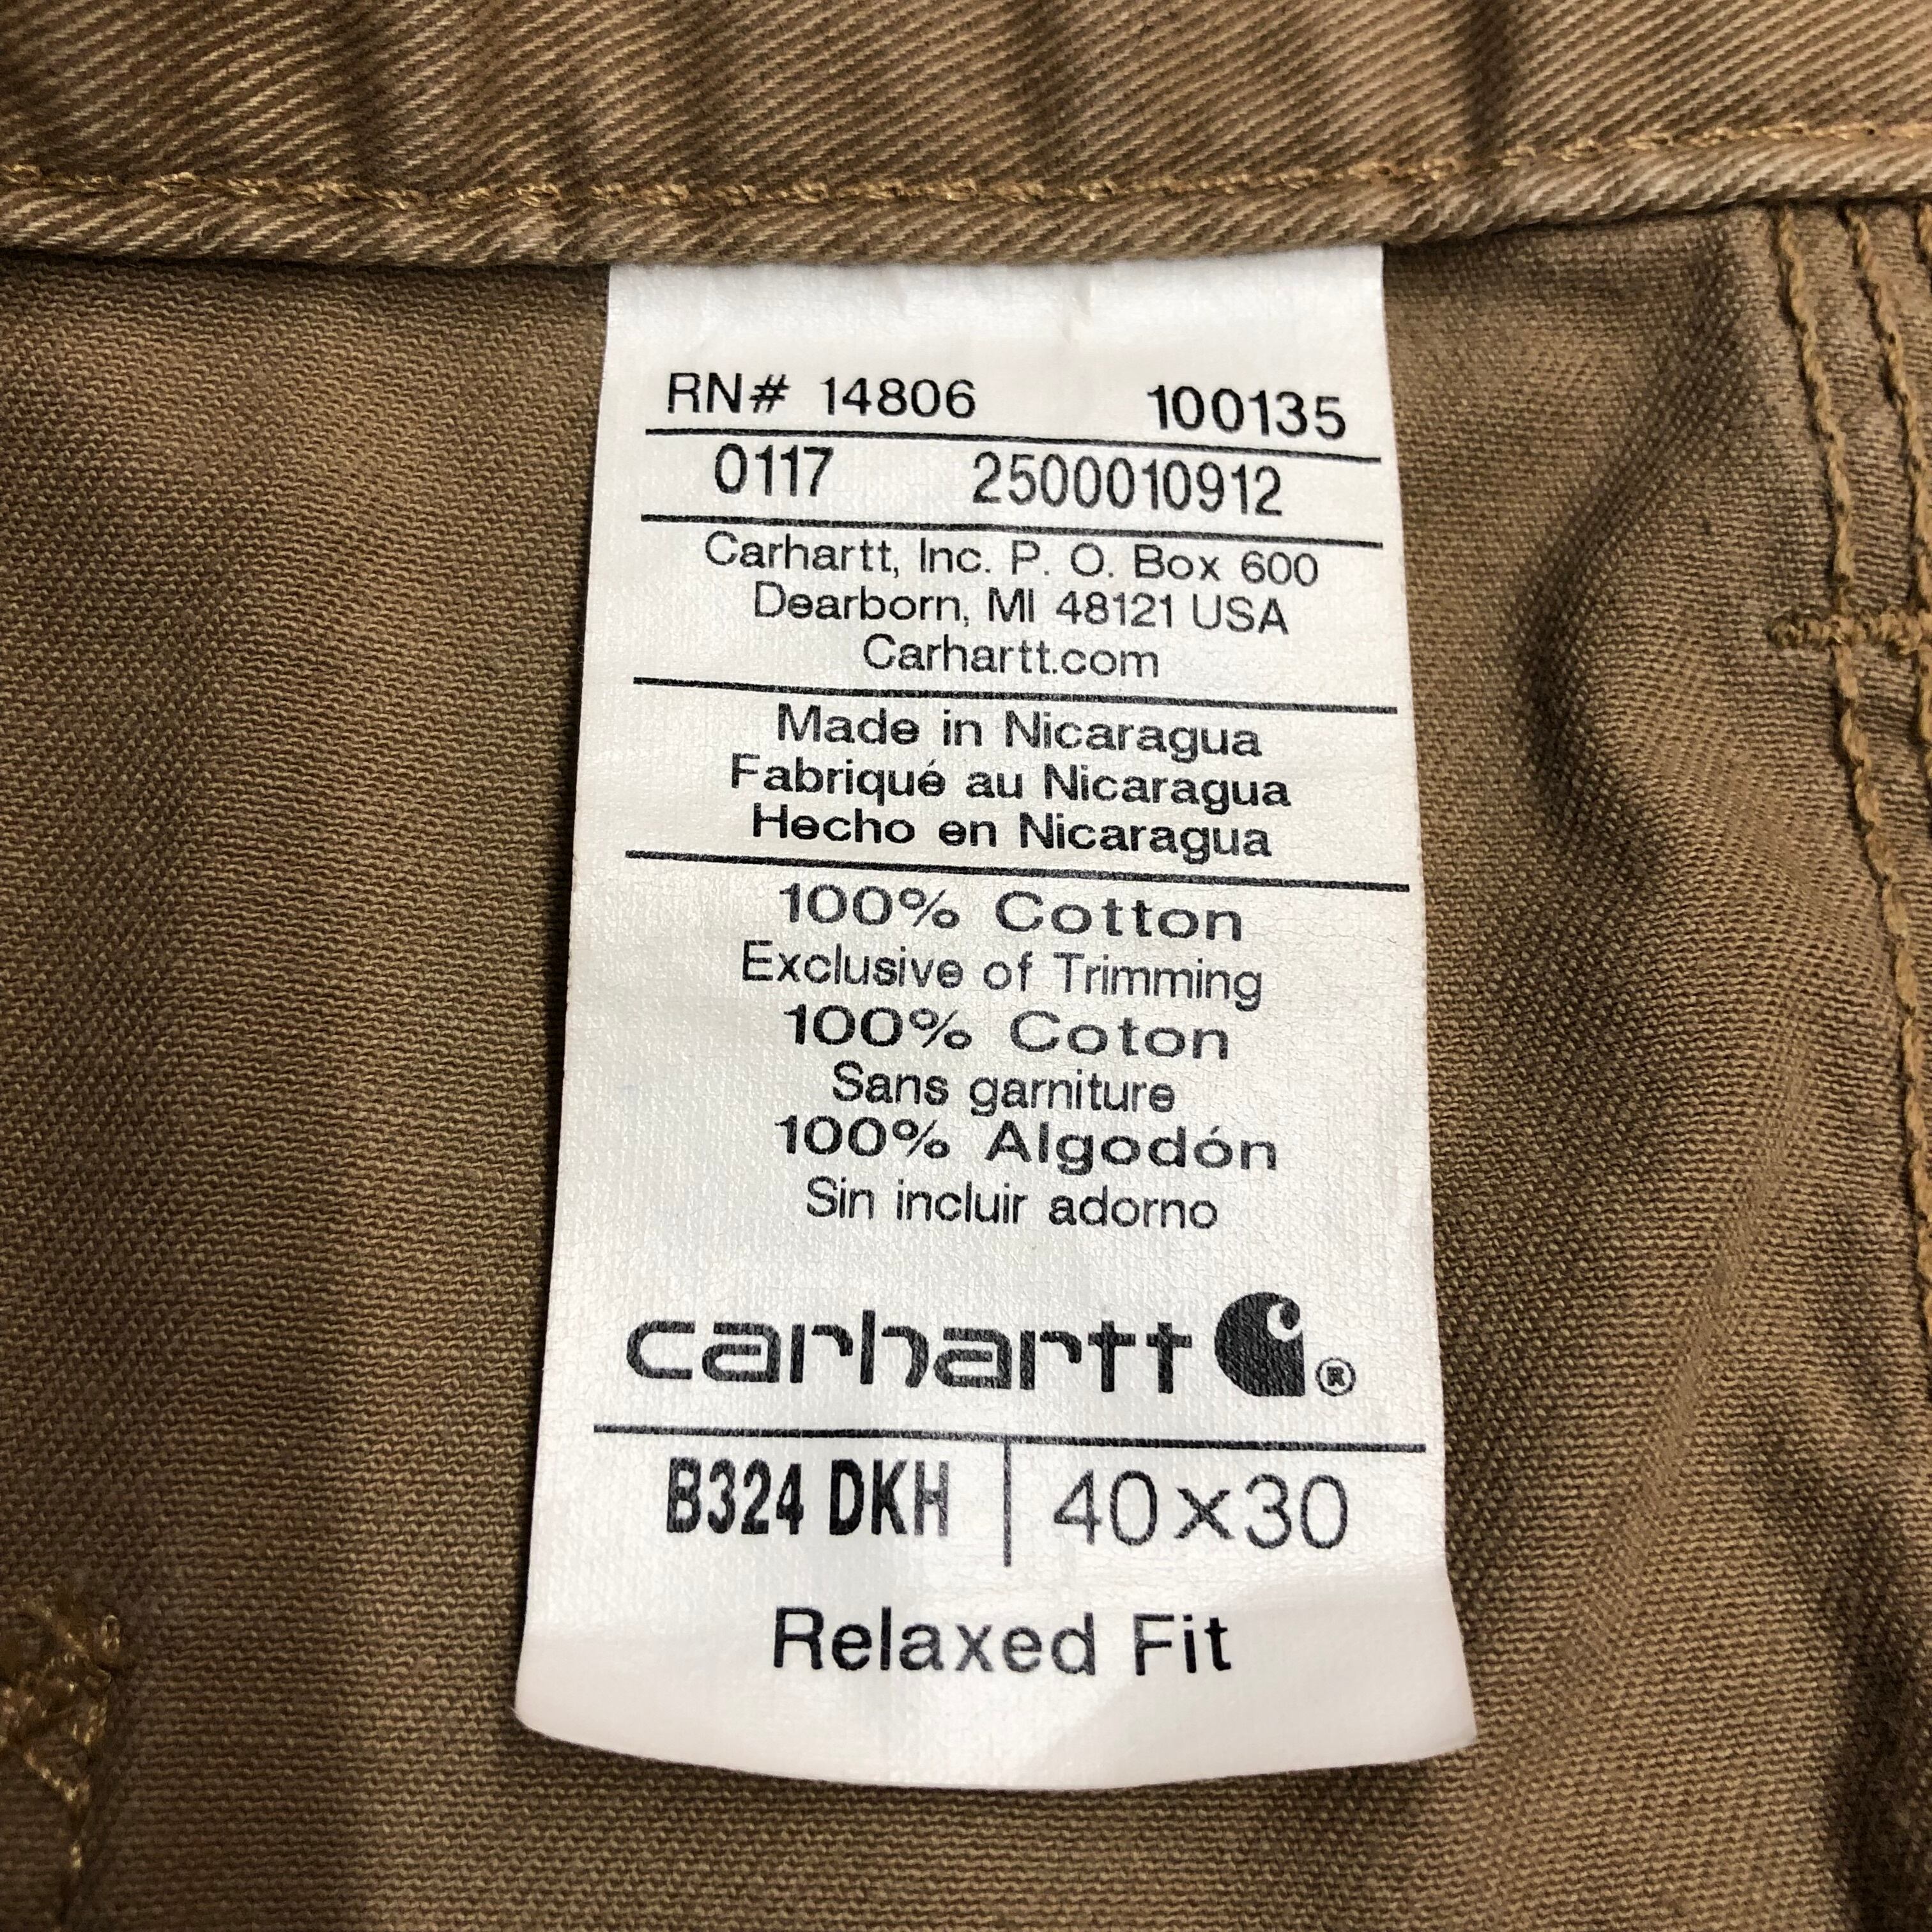 RN# 14806 100135
0117 2500010912
Carhartt, Inc. P. O. Box 600
Dearborn, MI 48121 USA
Carhartt.com
Made in Nicaragua
Fabriqué au Nicaragua
Hecho en Nicaragua
100% Cotton
Exclusive of Trimming
100% Coton
Sans garniture
100% Algodón
Sin incluir adorno
carhartt ®
B324 DKH 40×30
Relaxed Fit